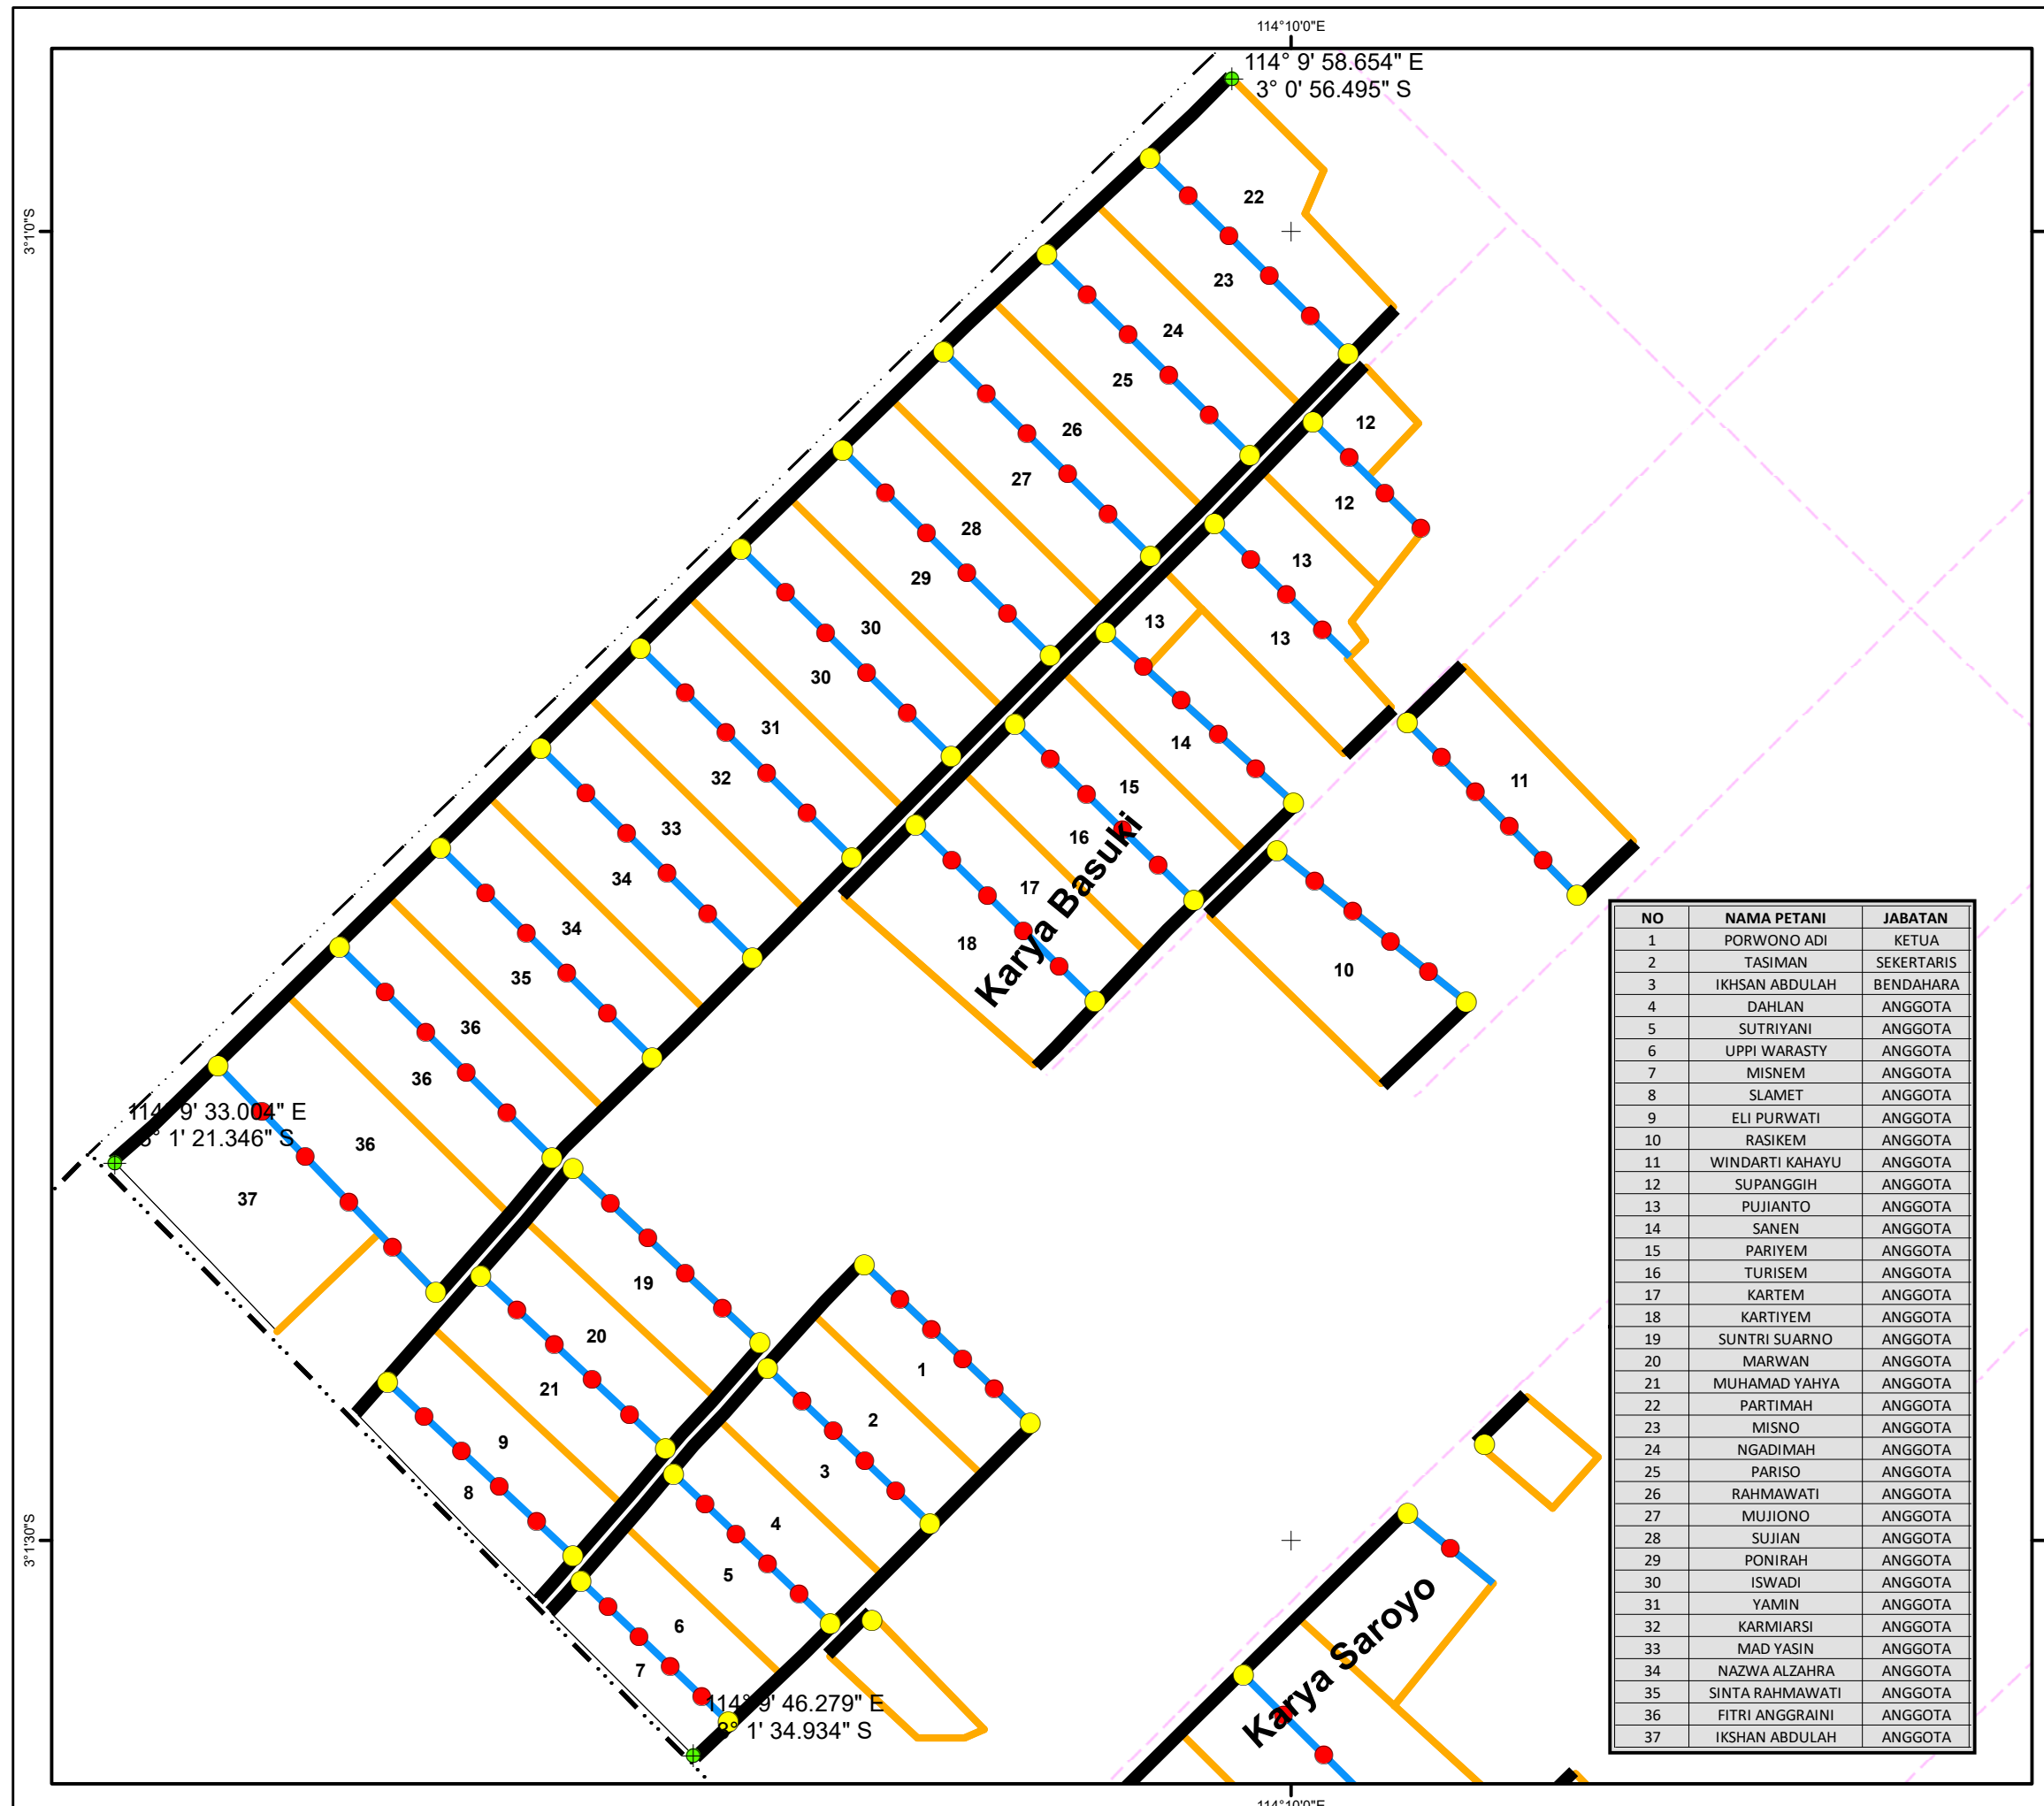 114°10'0"E
114° 9' 58.654" E
3° 0' 56.495" S
3°1'0"S
22
23
24
12
25
26
12
27
13
28
29
13
13
30
30
14
31
32
11
15
33
16
34
17
34
18
35
10
Karya Basuki
36
36
114° 9' 33.004" E
3° 1' 21.346" S
36
37
19
20
1
21
2
9
3
8
4
3°1'30"S
5
6
7
114° 9' 46.279" E
3° 1' 34.934" S
Karya Saroyo
NO NAMA PETANI JABATAN
1 PORWONO ADI KETUA
2 TASIMAN SEKERTARIS
3 IKHSAN ABDULAH BENDAHARA
4 DAHLAN ANGGOTA
5 SUTRIYANI ANGGOTA
6 UPPI WARASTY ANGGOTA
7 MISNEM ANGGOTA
8 SLAMET ANGGOTA
9 ELI PURWATI ANGGOTA
10 RASIKEM ANGGOTA
11 WINDARTI KAHAYU ANGGOTA
12 SUPANGGIH ANGGOTA
13 PUJIANTO ANGGOTA
14 SANEN ANGGOTA
15 PARIYEM ANGGOTA
16 TURISEM ANGGOTA
17 KARTEM ANGGOTA
18 KARTIYEM ANGGOTA
19 SUNTRI SUARNO ANGGOTA
20 MARWAN ANGGOTA
21 MUHAMAD YAHYA ANGGOTA
22 PARTIMAH ANGGOTA
23 MISNO ANGGOTA
24 NGADIMAH ANGGOTA
25 PARISO ANGGOTA
26 RAHMAWATI ANGGOTA
27 MUJIONO ANGGOTA
28 SUJIAN ANGGOTA
29 PONIRAH ANGGOTA
30 ISWADI ANGGOTA
31 YAMIN ANGGOTA
32 KARMIARSI ANGGOTA
33 MAD YASIN ANGGOTA
34 NAZWA ALZAHRA ANGGOTA
35 SINTA RAHMAWATI ANGGOTA
36 FITRI ANGGRAINI ANGGOTA
37 IKSHAN ABDULAH ANGGOTA
114°10'0"E